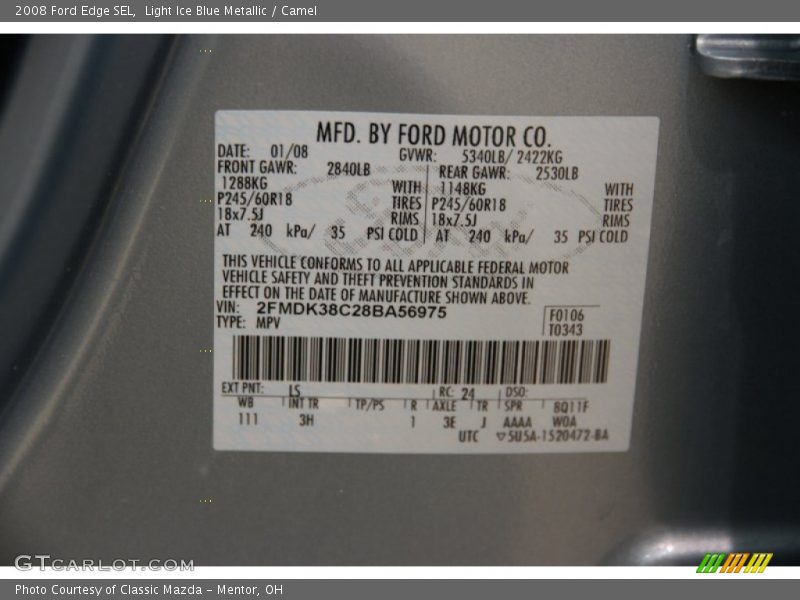 2008 Ford Edge SEL, Light Ice Blue Metallic / Camel
MFD. BY FORD MOTOR CO.
DATE: 01/08 GVWR: 5340LB/ 2422KG
FRONT GAWR: 2840LB REAR GAWR: 2530LB
1288KG WITH 1148KG WITH
P245/60R18 TIRES P245/60R18 TIRES
18x7.5J RIMS 18x7.5J RIMS
AT 240 kPa/ 35 PSI COLD AT 240 kPa/ 35 PSI COLD
THIS VEHICLE CONFORMS TO ALL APPLICABLE FEDERAL MOTOR
VEHICLE SAFETY AND THEFT PREVENTION STANDARDS IN
EFFECT ON THE DATE OF MANUFACTURE SHOWN ABOVE.
VIN: 2FMDK38C28BA56975 F0106
TYPE: MPV T0343
EXT PNT: LS RC: 24 DSO:
WB INT TR TP/PS R AXLE TR SPR 8Q11F
111 3H 1 3E J AAAA W0A
UTC 5U5A-1520472-BA
GTCARLOT.COM
Photo Courtesy of Classic Mazda - Mentor, OH